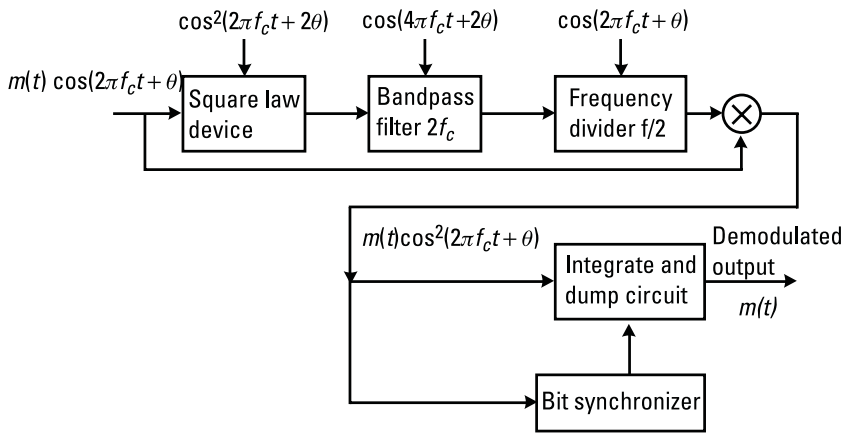 cos²(2πf_ct+2θ)
cos(4πf_ct+2θ)
cos(2πf_ct+θ)
m(t) cos(2πf_ct+θ)
Square law
device
Bandpass
filter 2f_c
Frequency
divider f/2
m(t)cos²(2πf_ct+θ)
Integrate and
dump circuit
Demodulated
output
m(t)
Bit synchronizer